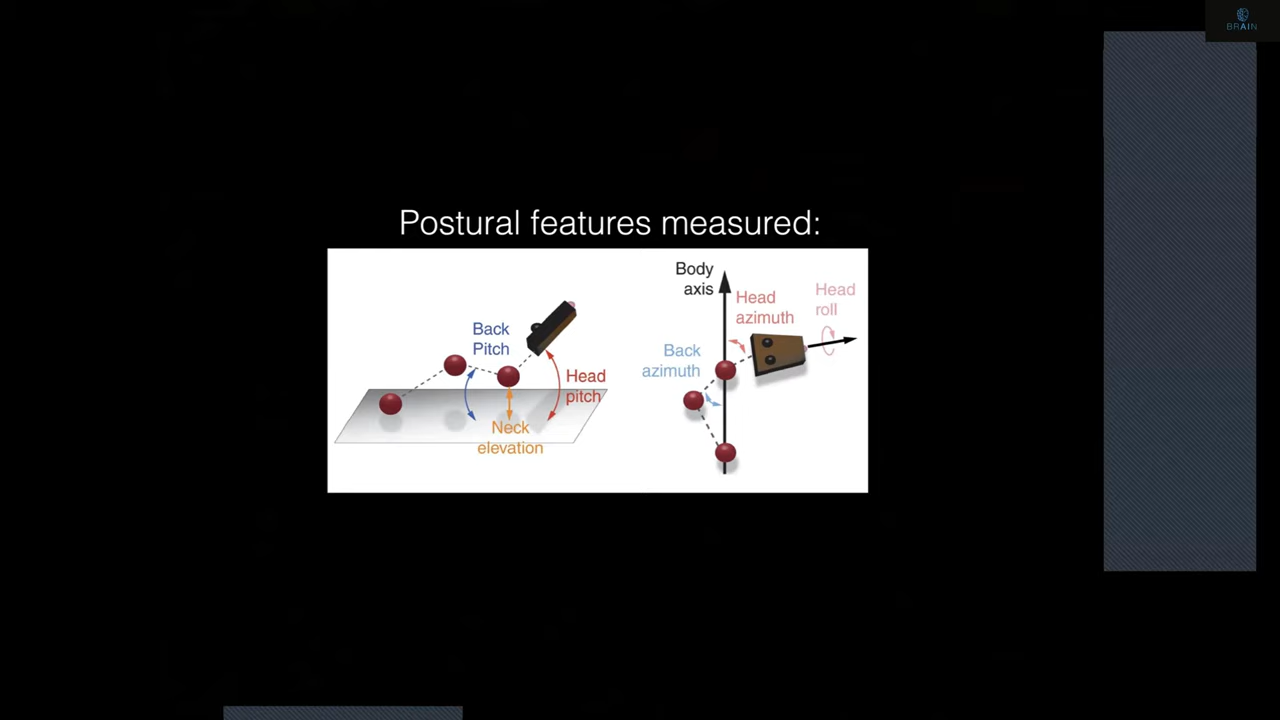 BRAIN
Postural features measured:
Back
Pitch
Head
pitch
Neck
elevation
Body
axis
Head
azimuth
Head
roll
Back
azimuth